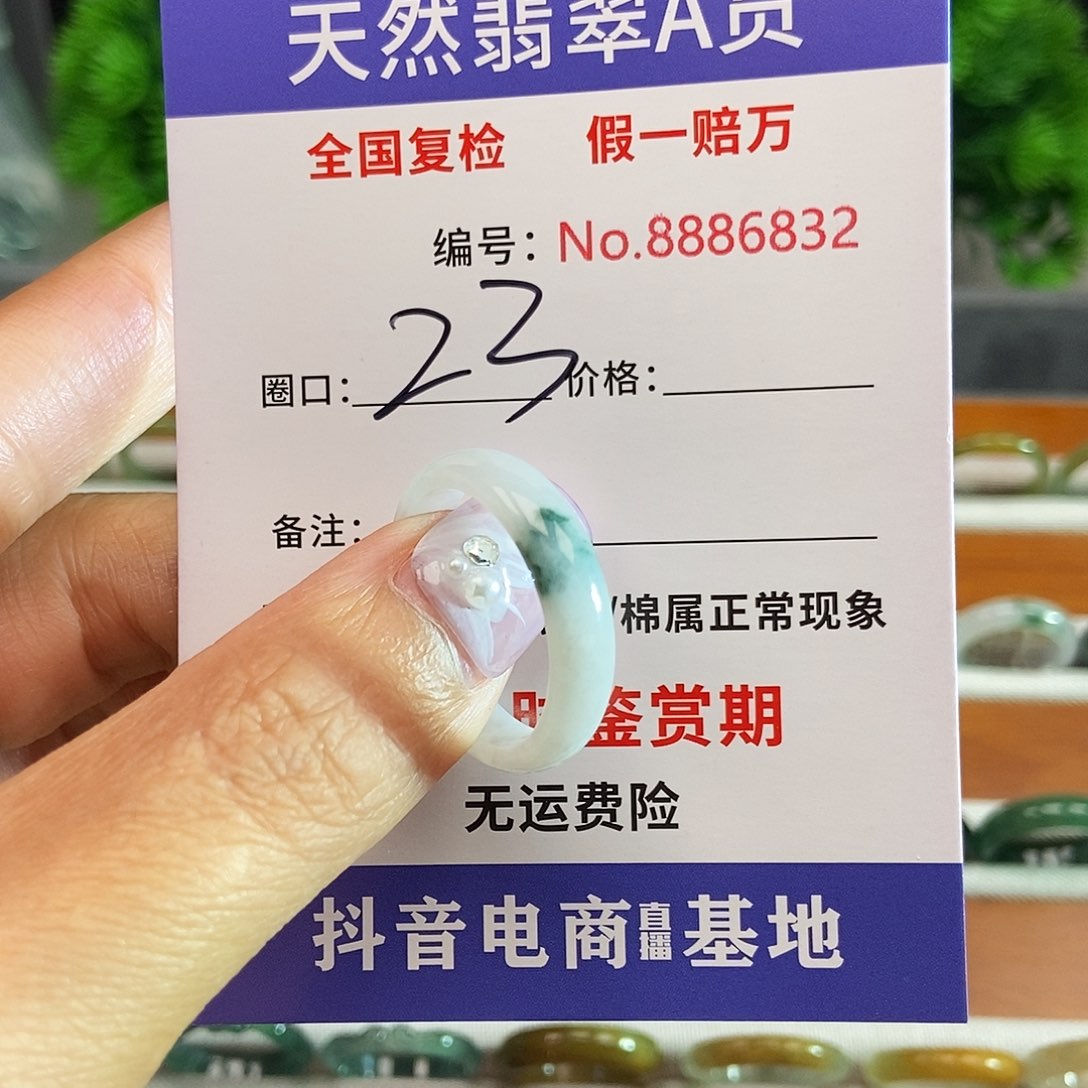 天然翡翠A货
全国复检 假一赔万
编号：No.8886832
圈口：23 价格：
备注：
/棉属正常现象
时鉴赏期
无运费险
抖音电商直播基地